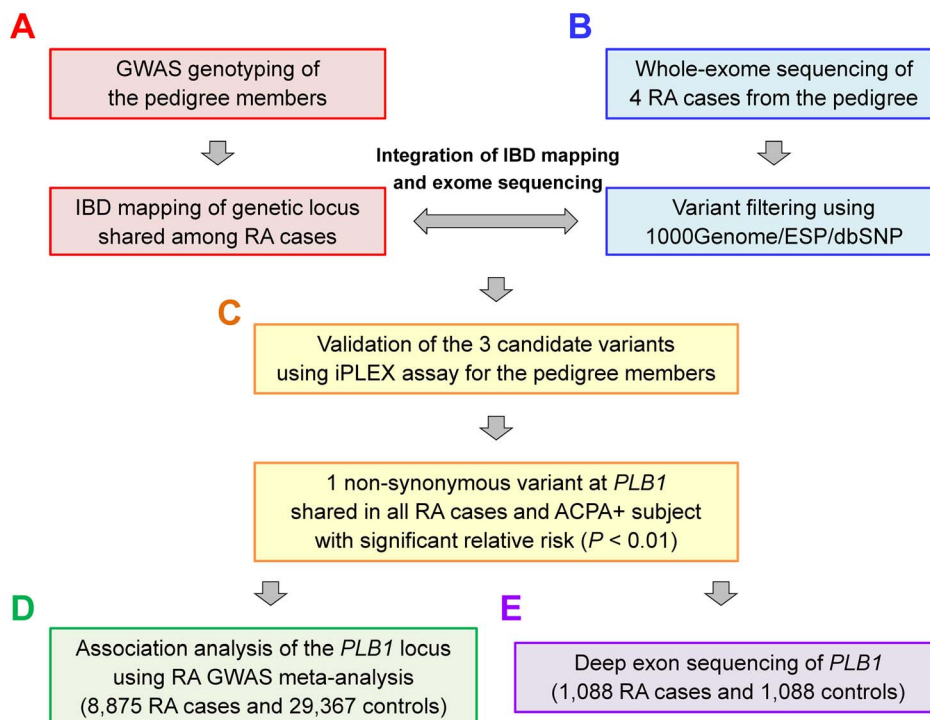 A
GWAS genotyping of
the pedigree members
B
Whole-exome sequencing of
4 RA cases from the pedigree
Integration of IBD mapping
and exome sequencing
IBD mapping of genetic locus
shared among RA cases
Variant filtering using
1000Genome/ESP/dbSNP
C
Validation of the 3 candidate variants
using iPLEX assay for the pedigree members
1 non-synonymous variant at PLB1
shared in all RA cases and ACPA+ subject
with significant relative risk (P < 0.01)
D
Association analysis of the PLB1 locus
using RA GWAS meta-analysis
(8,875 RA cases and 29,367 controls)
E
Deep exon sequencing of PLB1
(1,088 RA cases and 1,088 controls)